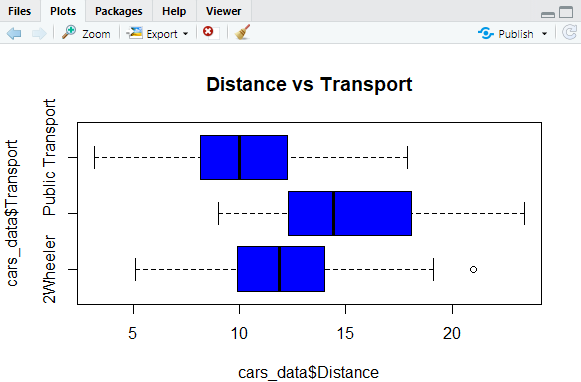 Files Plots Packages Help Viewer
Zoom Export Publish
Distance vs Transport
cars_data$Transport
Public Transport
2Wheeler
5 10 15 20
cars_data$Distance